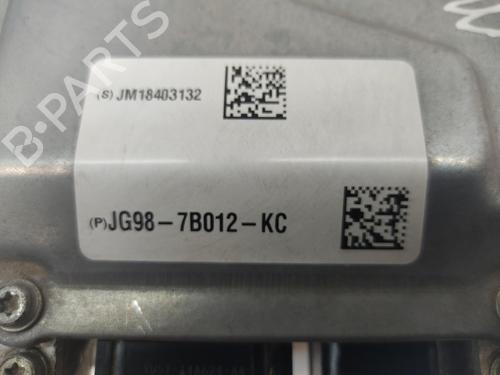 (S) JM18403132
(P) JG98-7B012-KC
B-PARTS